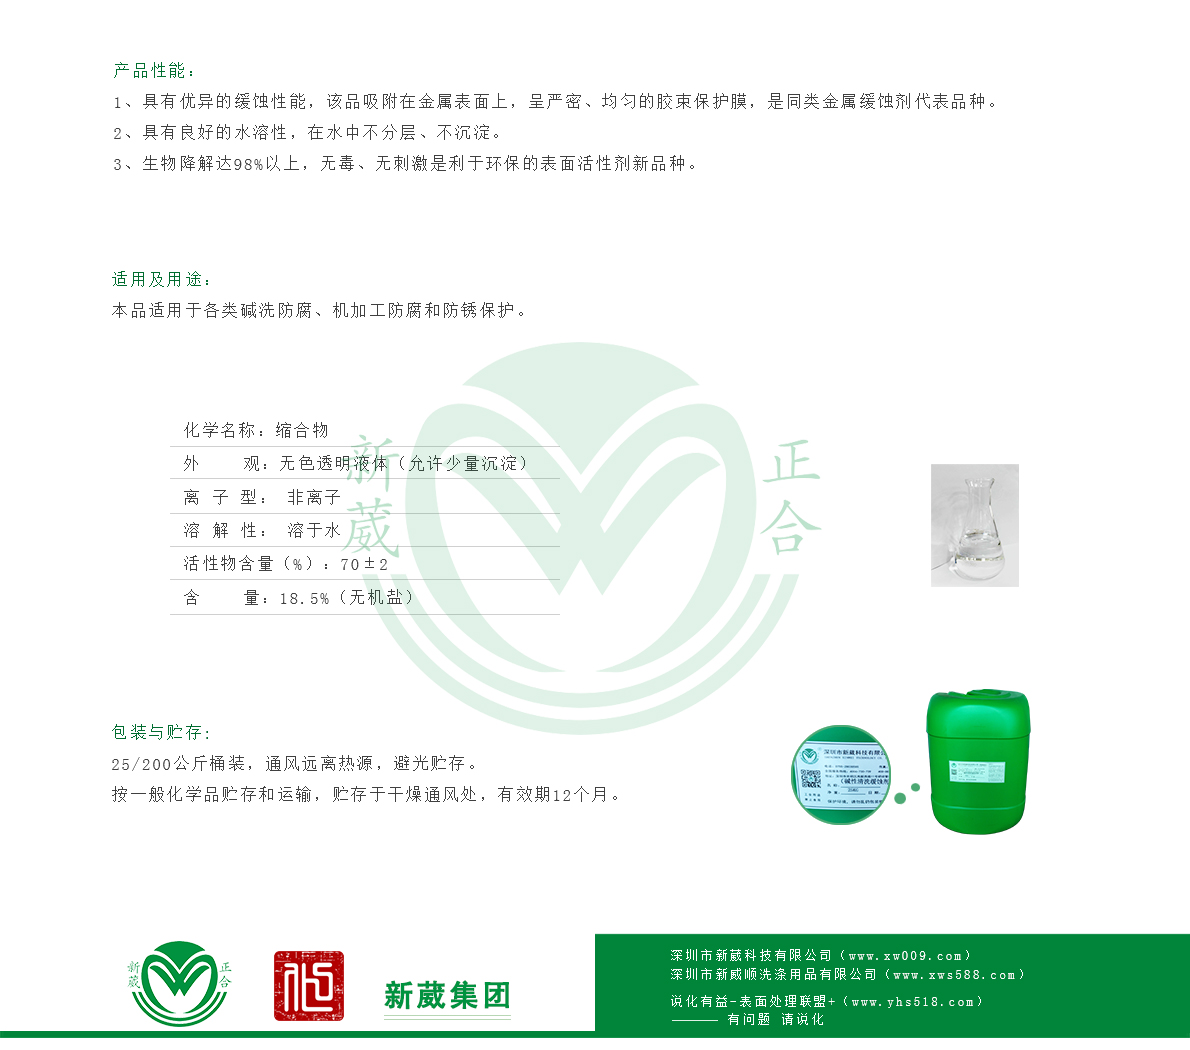 产品性能：
1、具有优异的缓蚀性能，该品吸附在金属表面上，呈严密、均匀的胶束保护膜，是同类金属缓蚀剂代表品种。
2、具有良好的水溶性，在水中不分层、不沉淀。
3、生物降解达98%以上，无毒、无刺激是利于环保的表面活性剂新品种。
适用及用途：
本品适用于各类碱洗防腐、机加工防腐和防锈保护。
化学名称：缩合物
外 观：无色透明液体（允许少量沉淀）
离 子 型： 非离子
溶 解 性： 溶于水
活性物含量（%）：70±2
含 量：18.5%（无机盐）
新葳
正合
包装与贮存:
25/200公斤桶装，通风远离热源，避光贮存。
按一般化学品贮存和运输，贮存于干燥通风处，有效期12个月。
深圳市新葳科技有限公
（碱性清洗缓蚀剂
新葳
正合
新葳集团
深圳市新葳科技有限公司（www.xw009.com）
深圳市新威顺洗涤用品有限公司（www.xws588.com）
说化有益-表面处理联盟+（www.yhs518.com）
——— 有问题 请说化